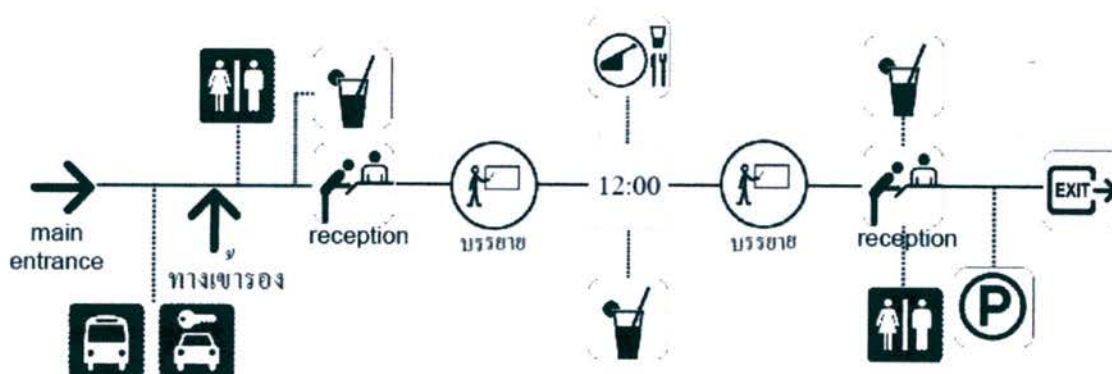 main
entrance
ทางเข้ารอง
reception
บรรยาย
12:00
บรรยาย
reception
P
EXIT